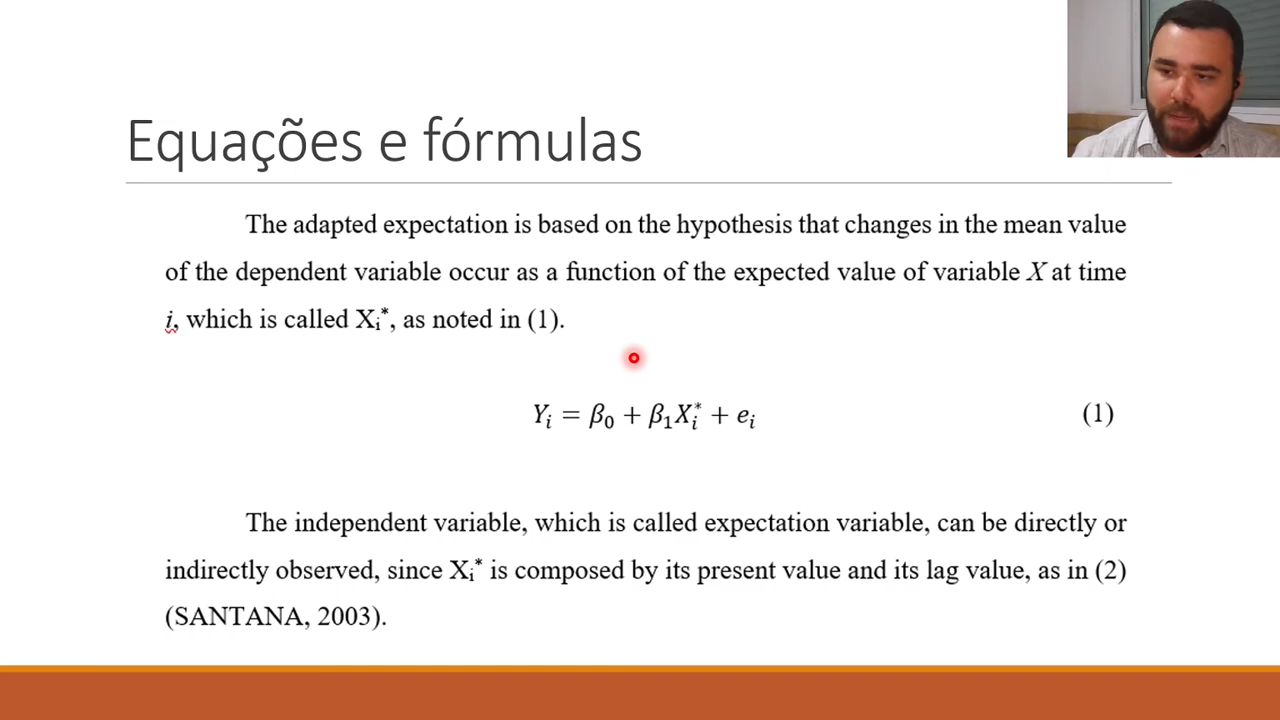 Equações e fórmulas
The adapted expectation is based on the hypothesis that changes in the mean value
of the dependent variable occur as a function of the expected value of variable X at time
i, which is called Xᵢ*, as noted in (1).
Yᵢ = β₀ + β₁Xᵢ* + eᵢ (1)
The independent variable, which is called expectation variable, can be directly or
indirectly observed, since Xᵢ* is composed by its present value and its lag value, as in (2)
(SANTANA, 2003).